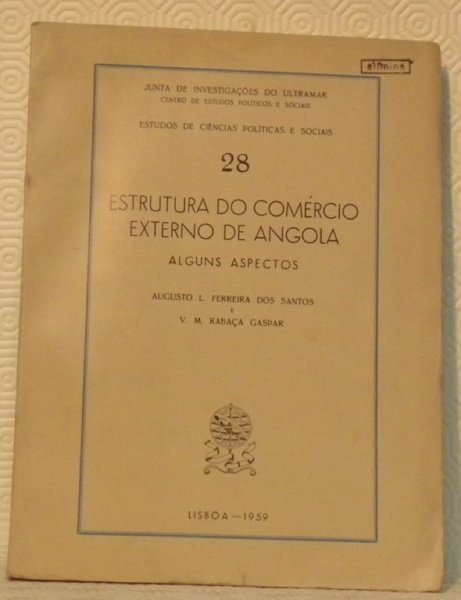 JUNTA DE INVESTIGAÇÕES DO ULTRAMAR
CENTRO DE ESTUDOS POLÍTICOS E SOCIAIS
ESTUDOS DE CIÊNCIAS POLÍTICAS E SOCIAIS
28
ESTRUTURA DO COMÉRCIO
EXTERNO DE ANGOLA
ALGUNS ASPECTOS
AUGUSTO L. FERREIRA DOS SANTOS
E
V. M. RABAÇA GASPAR
LISBOA — 1959